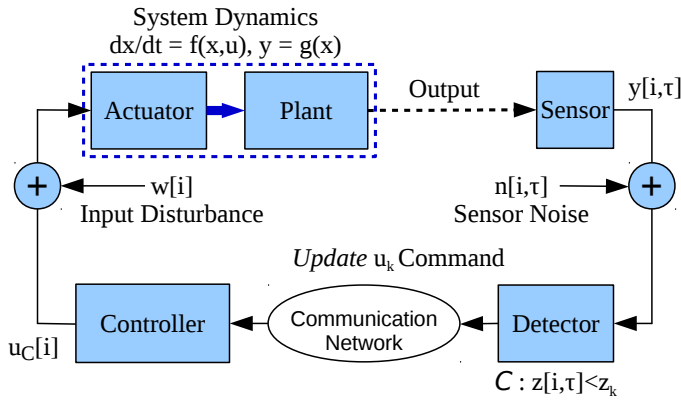 System Dynamics
dx/dt = f(x,u), y = g(x)
Actuator
Plant
Output
Sensor
y[i,τ]
+
w[i]
Input Disturbance
n[i,τ]
Sensor Noise
+
Update uₖ Command
Controller
Communication
Network
Detector
u_C[i]
C : z[i,τ]<zₖ